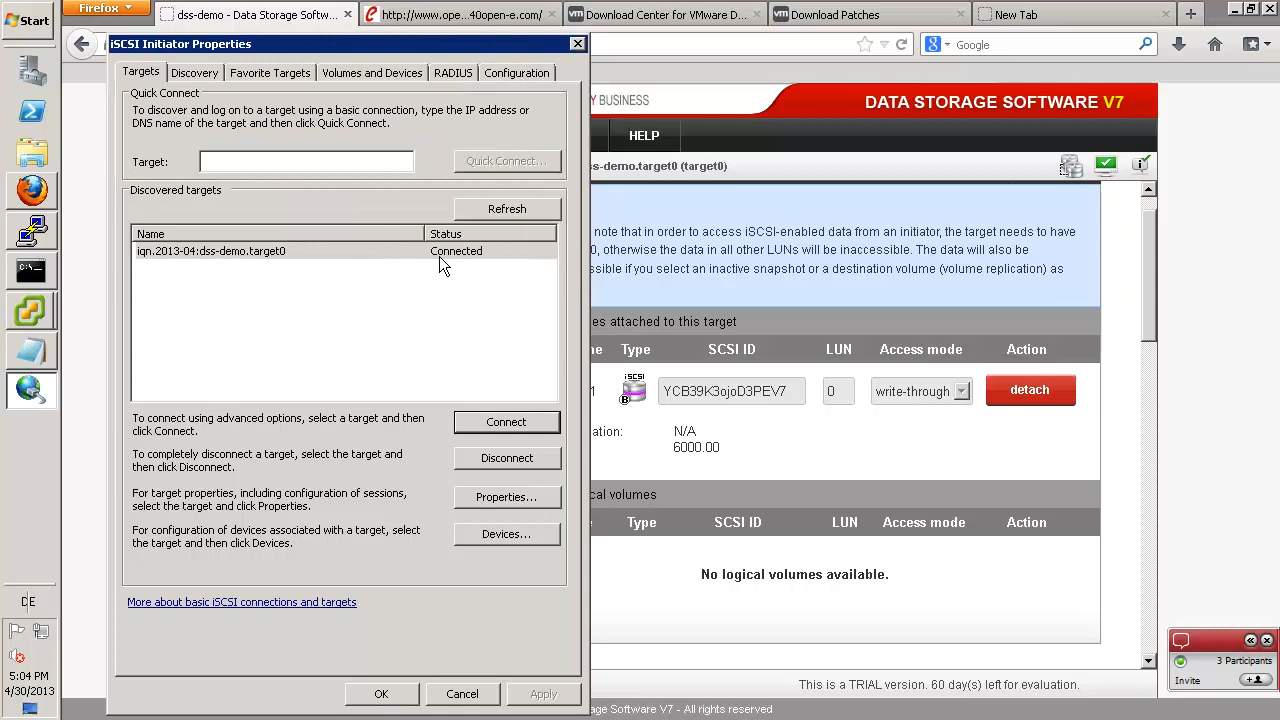 Start
Firefox
dss-demo - Data Storage Softw...
http://www.ope...40open-e.com/
Download Center for VMware D...
Download Patches
New Tab
Google
iSCSI Initiator Properties
Targets
Discovery
Favorite Targets
Volumes and Devices
RADIUS
Configuration
Quick Connect
To discover and log on to a target using a basic connection, type the IP address or
DNS name of the target and then click Quick Connect.
Target:
Quick Connect...
Discovered targets
Refresh
Name
Status
iqn.2013-04:dss-demo.target0
Connected
To connect using advanced options, select a target and then
click Connect.
Connect
To completely disconnect a target, select the target and
then click Disconnect.
Disconnect
For target properties, including configuration of sessions,
select the target and click Properties.
Properties...
For configuration of devices associated with a target, select
the target and then click Devices.
Devices...
More about basic iSCSI connections and targets
OK
Cancel
Apply
Y BUSINESS
DATA STORAGE SOFTWARE V7
HELP
ss-demo.target0 (target0)
note that in order to access iSCSI-enabled data from an initiator, the target needs to have
0, otherwise the data in all other LUNs will be inaccessible. The data will also be
ssible if you select an inactive snapshot or a destination volume (volume replication) as
es attached to this target
ne
Type
SCSI ID
LUN
Access mode
Action
1
iSCSI
B
YCB39K3ojoD3PEV7
0
write-through
detach
ation:
N/A
6000.00
ical volumes
ne
Type
SCSI ID
LUN
Access mode
Action
No logical volumes available.
This is a TRIAL version. 60 day(s) left for evaluation.
age Software V7 - All rights reserved
3 Participants
Invite
DE
5:04 PM
4/30/2013